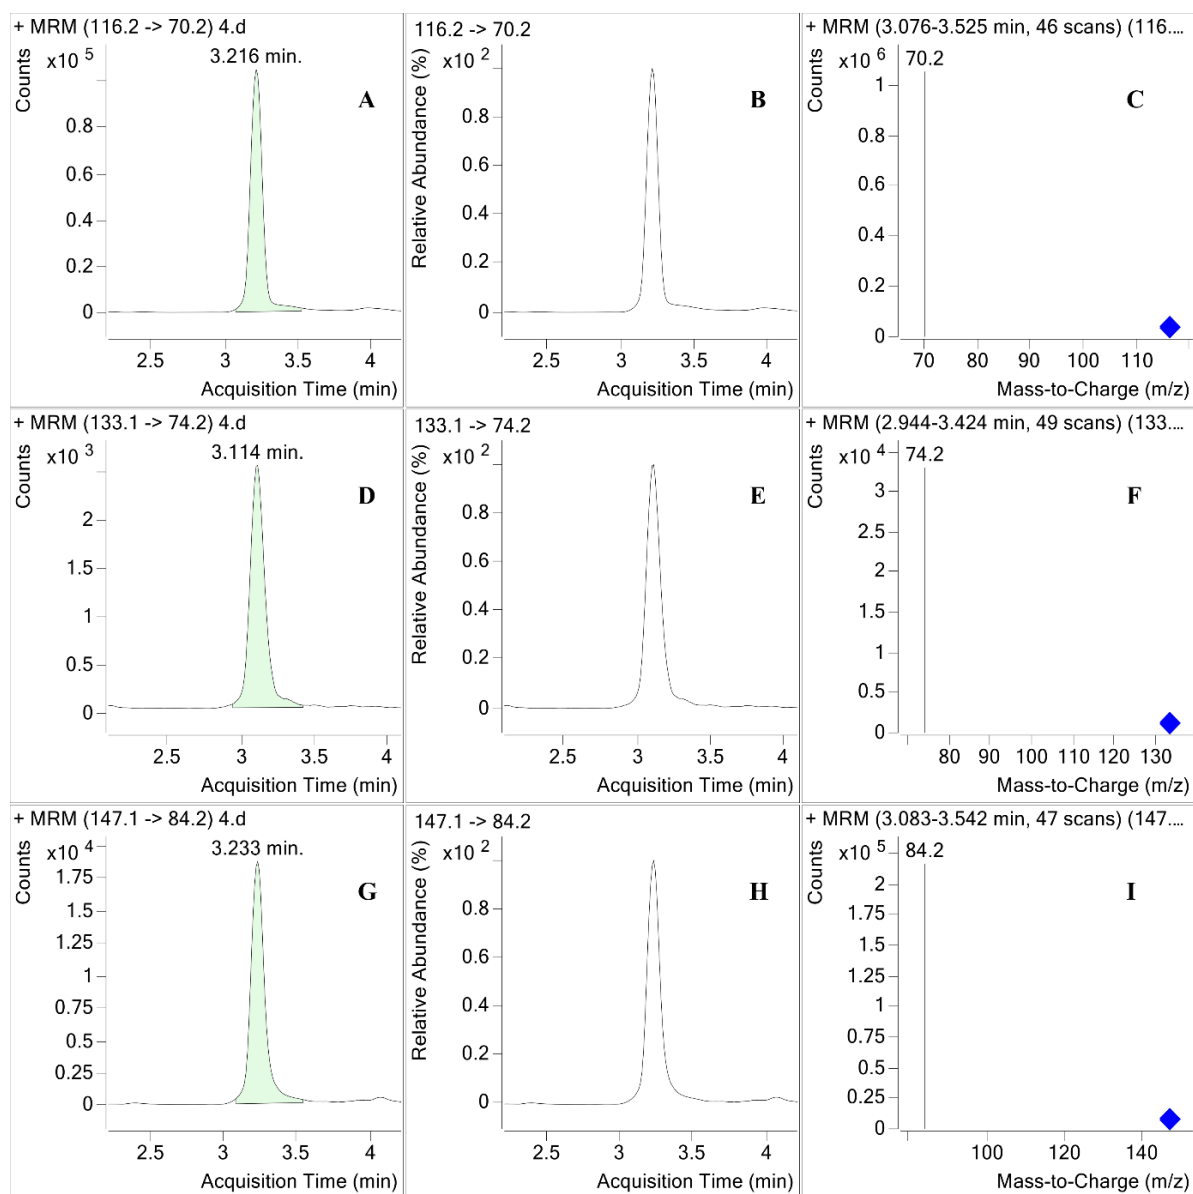 + MRM (116.2 -> 70.2) 4.d
Counts
x10 5
3.216 min.
A
0.8
0.6
0.4
0.2
0
2.5 3 3.5 4
Acquisition Time (min)
116.2 -> 70.2
Relative Abundance (%)
x10 2
B
0.8
0.6
0.4
0.2
0
2.5 3 3.5 4
Acquisition Time (min)
+ MRM (3.076-3.525 min, 46 scans) (116....
Counts
x10 6
70.2
C
1
0.8
0.6
0.4
0.2
0
70 80 90 100 110
Mass-to-Charge (m/z)
+ MRM (133.1 -> 74.2) 4.d
Counts
x10 3
3.114 min.
D
2
1.5
1
0.5
0
2.5 3 3.5 4
Acquisition Time (min)
133.1 -> 74.2
Relative Abundance (%)
x10 2
E
0.8
0.6
0.4
0.2
0
2.5 3 3.5 4
Acquisition Time (min)
+ MRM (2.944-3.424 min, 49 scans) (133....
Counts
x10 4
74.2
F
3
2.5
2
1.5
1
0.5
0
80 90 100 110 120 130
Mass-to-Charge (m/z)
+ MRM (147.1 -> 84.2) 4.d
Counts
x10 4
3.233 min.
G
1.75
1.5
1.25
1
0.75
0.5
0.25
0
2.5 3 3.5 4
Acquisition Time (min)
147.1 -> 84.2
Relative Abundance (%)
x10 2
H
0.8
0.6
0.4
0.2
0
2.5 3 3.5 4
Acquisition Time (min)
+ MRM (3.083-3.542 min, 47 scans) (147....
Counts
x10 5
84.2
I
2
1.75
1.5
1.25
1
0.75
0.5
0.25
0
100 120 140
Mass-to-Charge (m/z)